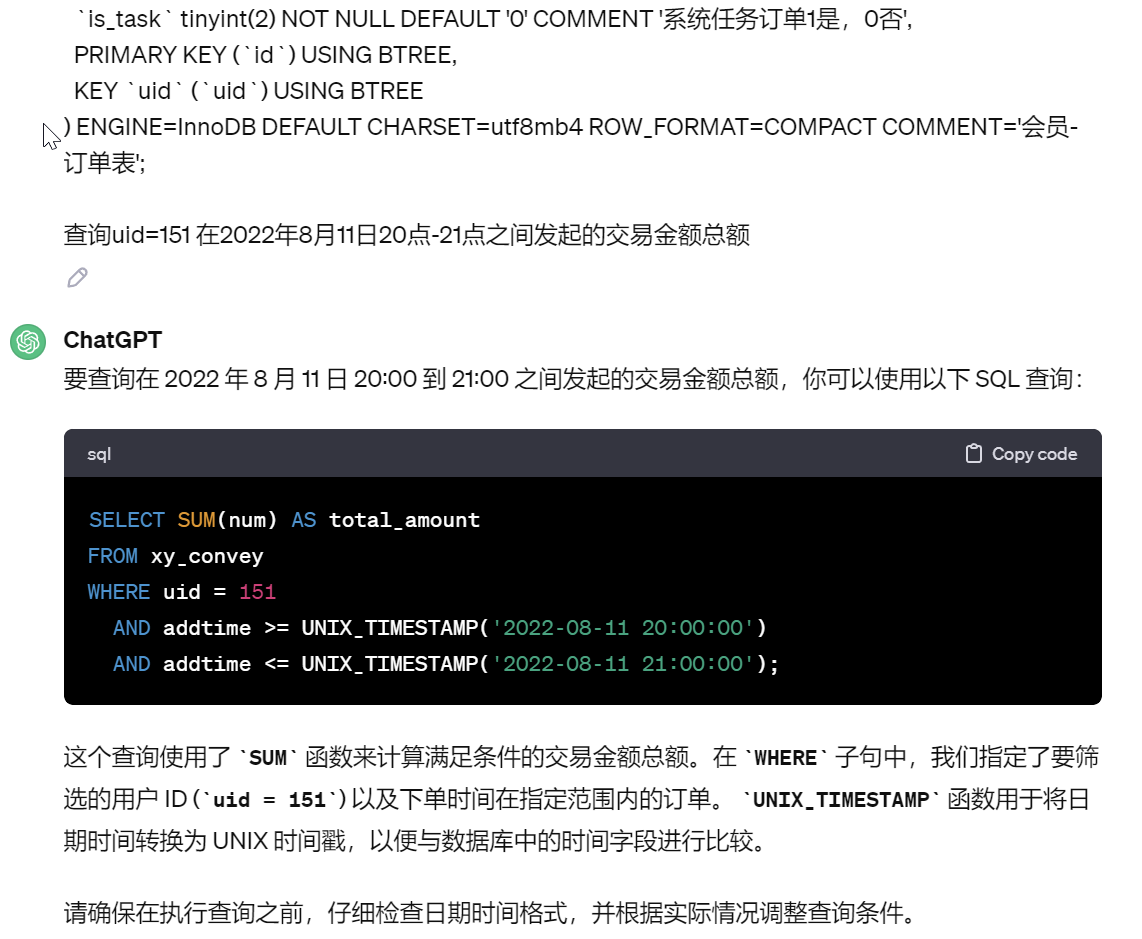 `is_task` tinyint(2) NOT NULL DEFAULT '0' COMMENT '系统任务订单1是，0否',
PRIMARY KEY (`id`) USING BTREE,
KEY `uid` (`uid`) USING BTREE
) ENGINE=InnoDB DEFAULT CHARSET=utf8mb4 ROW_FORMAT=COMPACT COMMENT='会员-
订单表';
查询uid=151 在2022年8月11日20点-21点之间发起的交易金额总额
ChatGPT
要查询在 2022 年 8 月 11 日 20:00 到 21:00 之间发起的交易金额总额，你可以使用以下 SQL 查询：
sql
Copy code
SELECT SUM(num) AS total_amount
FROM xy_convey
WHERE uid = 151
AND addtime >= UNIX_TIMESTAMP('2022-08-11 20:00:00')
AND addtime <= UNIX_TIMESTAMP('2022-08-11 21:00:00');
这个查询使用了 `SUM` 函数来计算满足条件的交易金额总额。在 `WHERE` 子句中，我们指定了要筛
选的用户 ID (`uid = 151`) 以及下单时间在指定范围内的订单。 `UNIX_TIMESTAMP` 函数用于将日
期时间转换为 UNIX 时间戳，以便与数据库中的时间字段进行比较。
请确保在执行查询之前，仔细检查日期时间格式，并根据实际情况调整查询条件。